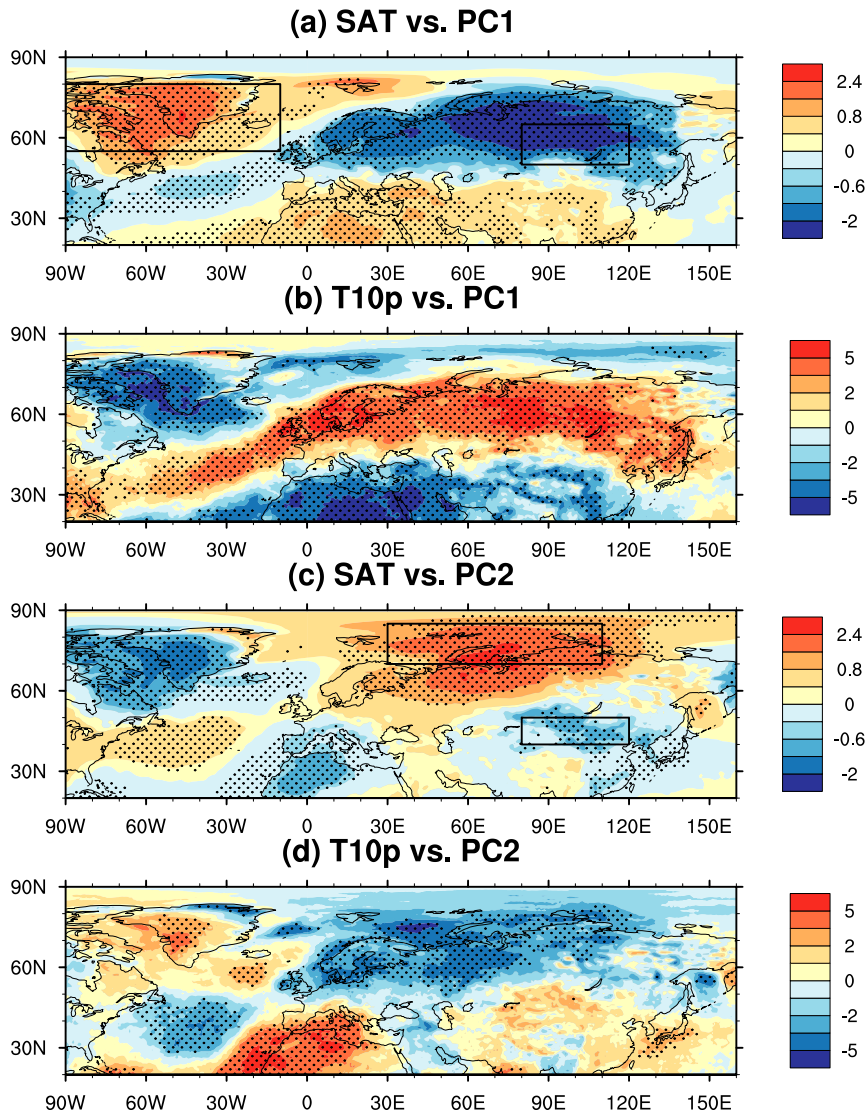 (a) SAT vs. PC1
90N
60N
30N
90W 60W 30W 0 30E 60E 90E 120E 150E
2.4
0.8
0
-0.6
-2
(b) T10p vs. PC1
90N
60N
30N
90W 60W 30W 0 30E 60E 90E 120E 150E
5
2
0
-2
-5
(c) SAT vs. PC2
90N
60N
30N
90W 60W 30W 0 30E 60E 90E 120E 150E
2.4
0.8
0
-0.6
-2
(d) T10p vs. PC2
90N
60N
30N
90W 60W 30W 0 30E 60E 90E 120E 150E
5
2
0
-2
-5